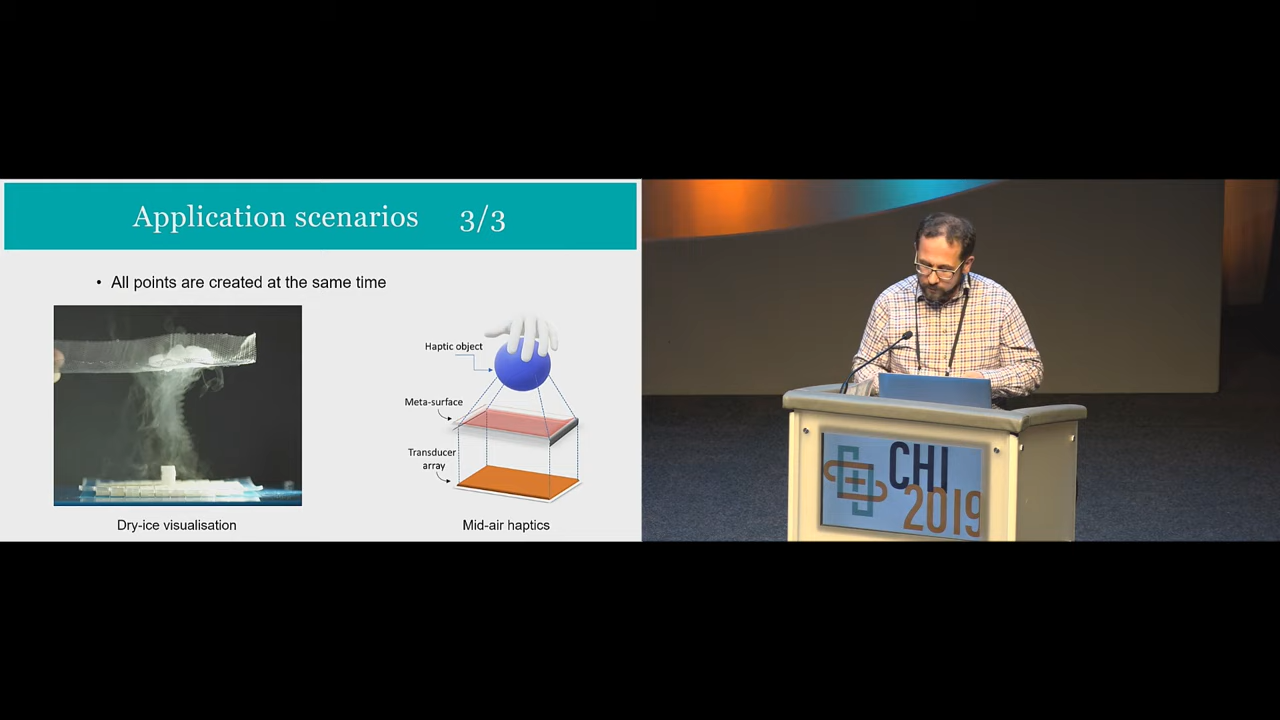 Application scenarios 3/3
• All points are created at the same time
Haptic object
Meta-surface
Transducer
array
Dry-ice visualisation
Mid-air haptics
CHI
2019